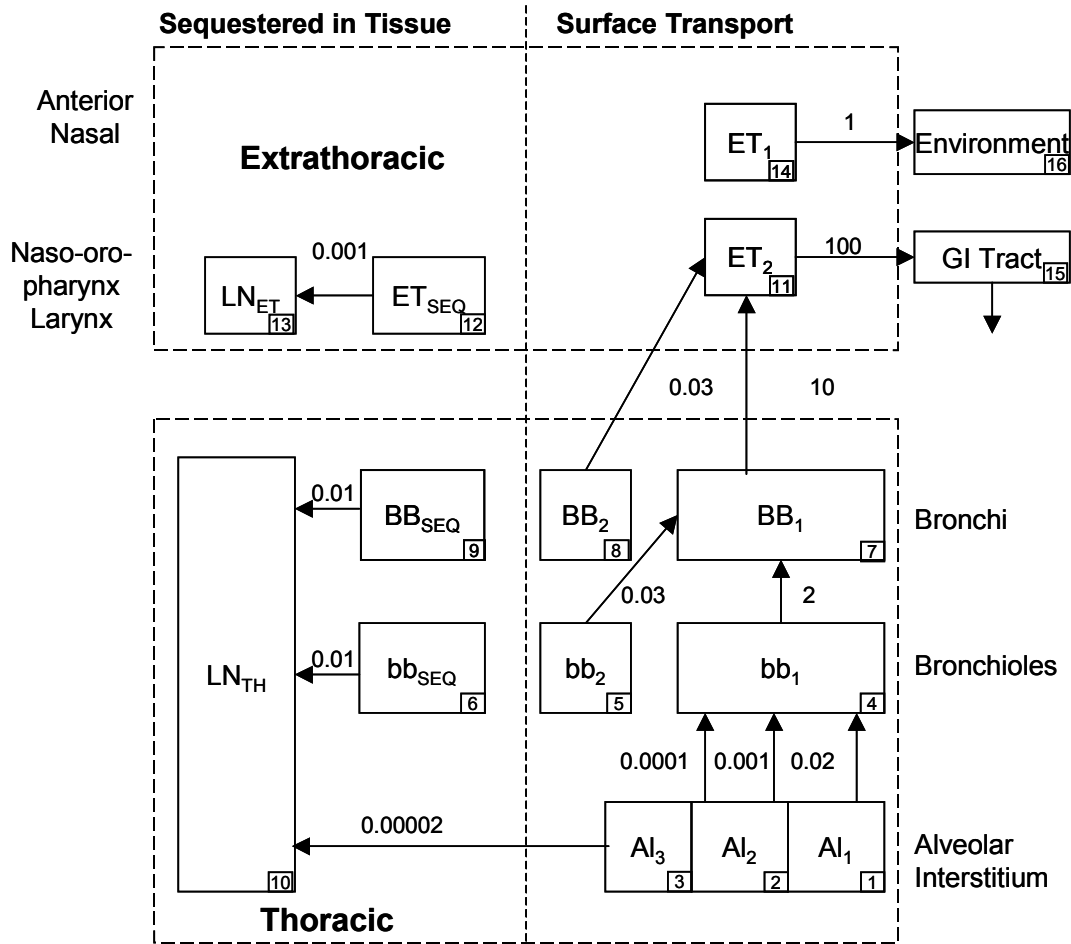 Sequestered in Tissue
Surface Transport
Anterior
Nasal
Extrathoracic
ET1
14
1
Environment
16
Naso-oro-
pharynx
Larynx
LNET
13
0.001
ETSEQ
12
ET2
11
100
GI Tract
15
0.03
10
LNTH
10
0.01
BBSEQ
9
BB2
8
BB1
7
Bronchi
0.03
2
0.01
bbSEQ
6
bb2
5
bb1
4
Bronchioles
0.0001
0.001
0.02
0.00002
AI3
3
AI2
2
AI1
1
Alveolar
Interstitium
Thoracic